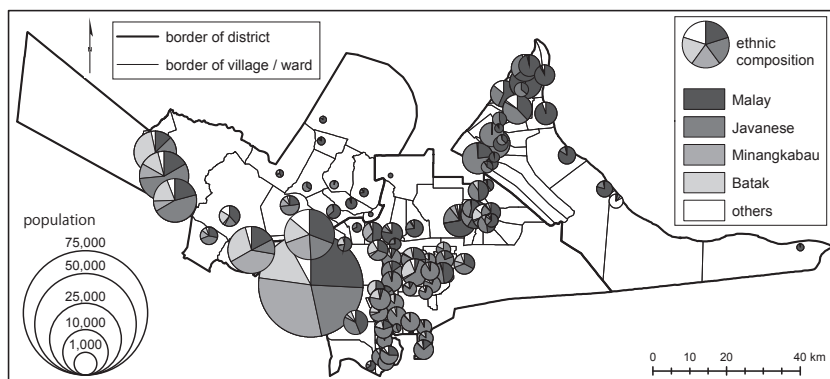 N
border of district
border of village / ward
ethnic
composition
Malay
Javanese
Minangkabau
Batak
others
population
75,000
50,000
25,000
10,000
1,000
0 10 20 40 km